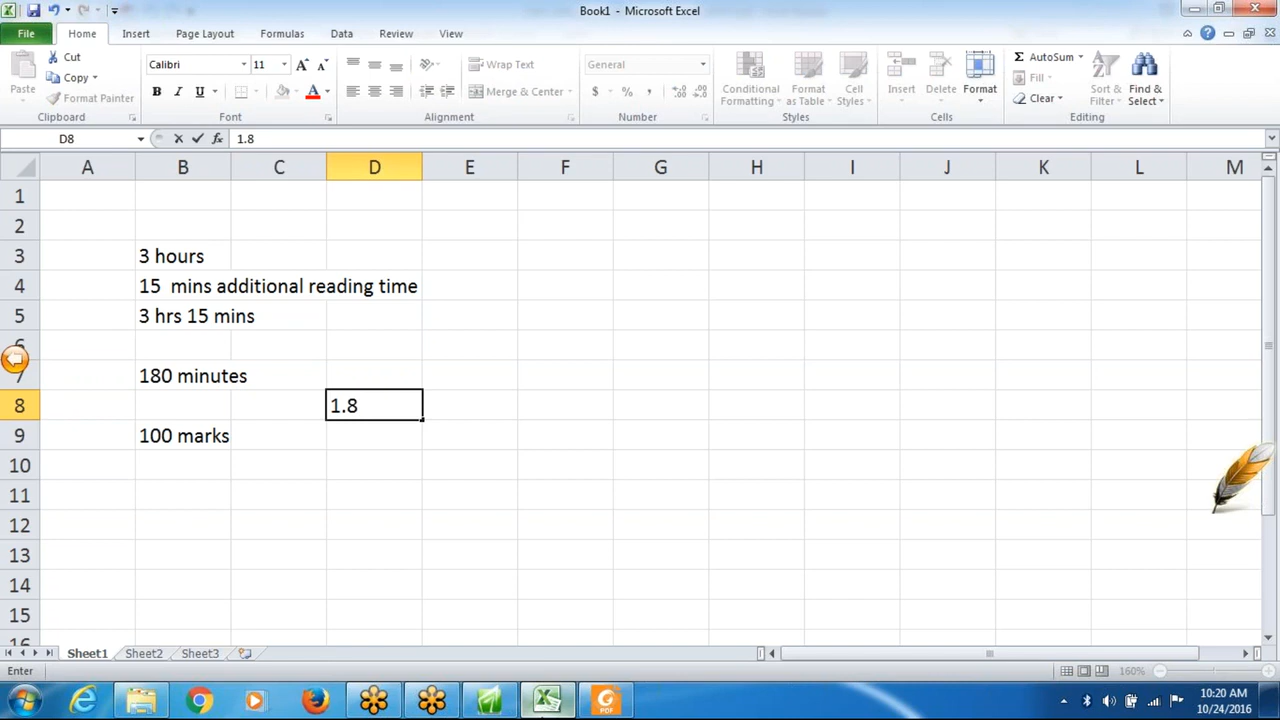 Book1 - Microsoft Excel
File Home Insert Page Layout Formulas Data Review View
Cut
Copy
Format Painter
Paste
Clipboard
Calibri 11
B I U
Font
Wrap Text
Merge & Center
Alignment
General
$ % ,
Number
Conditional Formatting
Format as Table
Cell Styles
Styles
Insert
Delete
Format
Cells
AutoSum
Fill
Clear
Sort & Filter
Find & Select
Editing
D8 fx 1.8
A B C D E F G H I J K L M
1
2
3 3 hours
4 15 mins additional reading time
5 3 hrs 15 mins
6
7 180 minutes
8 1.8
9 100 marks
10
11
12
13
14
15
16
Sheet1 Sheet2 Sheet3
Enter 160%
PDF
10:20 AM
10/24/2016